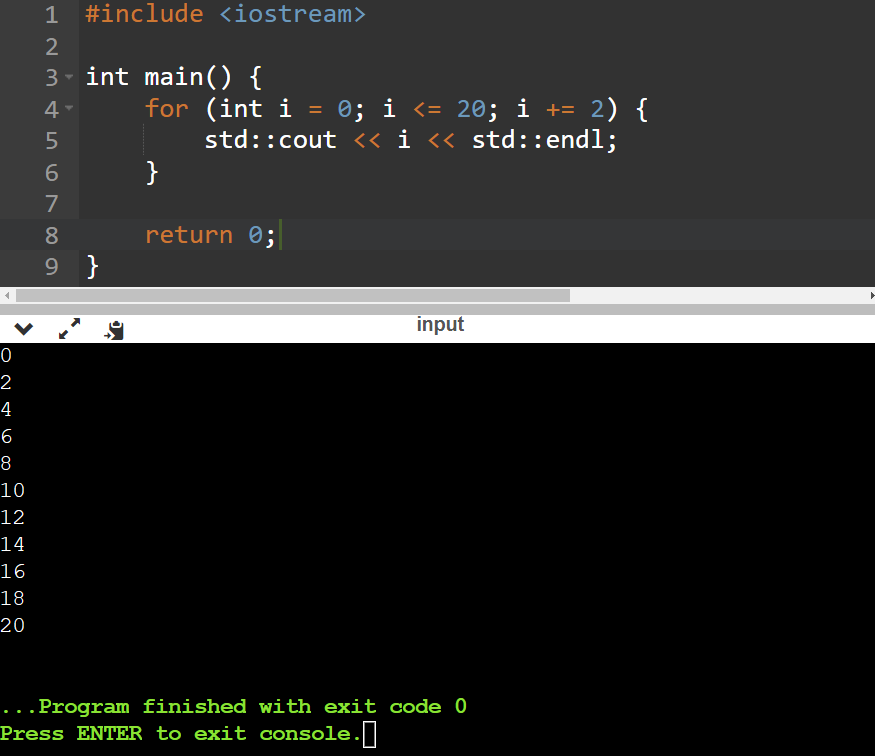 1 #include <iostream>
2
3 int main() {
4     for (int i = 0; i <= 20; i += 2) {
5         std::cout << i << std::endl;
6     }
7
8     return 0;
9 }
input
0
2
4
6
8
10
12
14
16
18
20
...Program finished with exit code 0
Press ENTER to exit console.